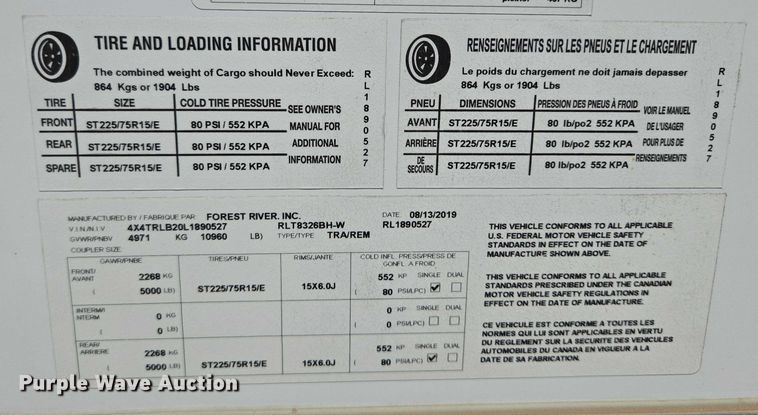 TIRE AND LOADING INFORMATION
The combined weight of Cargo should Never Exceed:
864 Kgs or 1904 Lbs
TIRE SIZE COLD TIRE PRESSURE SEE OWNER'S MANUAL FOR ADDITIONAL INFORMATION
FRONT ST225/75R15/E 80 PSI / 552 KPA
REAR ST225/75R15/E 80 PSI / 552 KPA
SPARE ST225/75R15/E 80 PSI / 552 KPA
RL1890527
RENSEIGNEMENTS SUR LES PNEUS ET LE CHARGEMENT
Le poids du chargement ne doit jamais depasser
864 Kgs or 1904 Lbs
PNEU DIMENSIONS PRESSION DES PNEUS À FROID VOIR LE MANUEL DE L'USAGER POUR PLUS DE RENSEIGNEMENTS
AVANT ST225/75R15/E 80 lb/po2 552 KPA
ARRIÈRE ST225/75R15/E 80 lb/po2 552 KPA
DE SECOURS ST225/75R15/E 80 lb/po2 552 KPA
RL1890527
MANUFACTURED BY / FABRIQUE PAR FOREST RIVER, INC. DATE 08/13/2019
V.I.N./N.I.V 4X4TRLB20L1890527 RLT8326BH-W RL1890527
GVWR/PNBV 4971 KG 10960 LB) TYPE/TYPE TRA/REM
COUPLER SIZE
GAWR/PNBE TIRES/PNEU RIMS/JANTE COLD INFL. PRESS/PRESS DE GONFL A FROID
FRONT/ AVANT 2268 KG 552 KP SINGLE DUAL
( 5000 LB) ST225/75R15/E 15X6.0J ( 80 PSI/LPC)
INTERM/ INTERM 0 KG 0 KP SINGLE DUAL
( 0 LB) ( 0 PSI/LPC)
REAR/ ARRIERE 2268 KG 552 KP SINGLE DUAL
( 5000 LB) ST225/75R15/E 15X6.0J ( 80 PSI/LPC)
THIS VEHICLE CONFORMS TO ALL APPLICABLE
U.S. FEDERAL MOTOR VEHICLE SAFETY
STANDARDS IN EFFECT ON THE DATE OF
MANUFACTURE SHOWN ABOVE.
THIS VEHICLE CONFORMS TO ALL APPLICABLE
STANDARDS PRESCRIBED UNDER THE CANADIAN
MOTOR VEHICLE SAFETY REGULATIONS IN
EFFECT ON THE DATE OF MANUFACTURE.
CE VEHICULE EST CONFORME A TOUTES LES
NORMES QUI LUI SONT APPLICABLES EN VERTU
DU REGLEMENT SUR LA SECURITE DES VEHICULES
AUTOMOBILES DU CANADA EN VIGUEUR A LA
DATE DE SA FABRICATION.
Purple Wave Auction